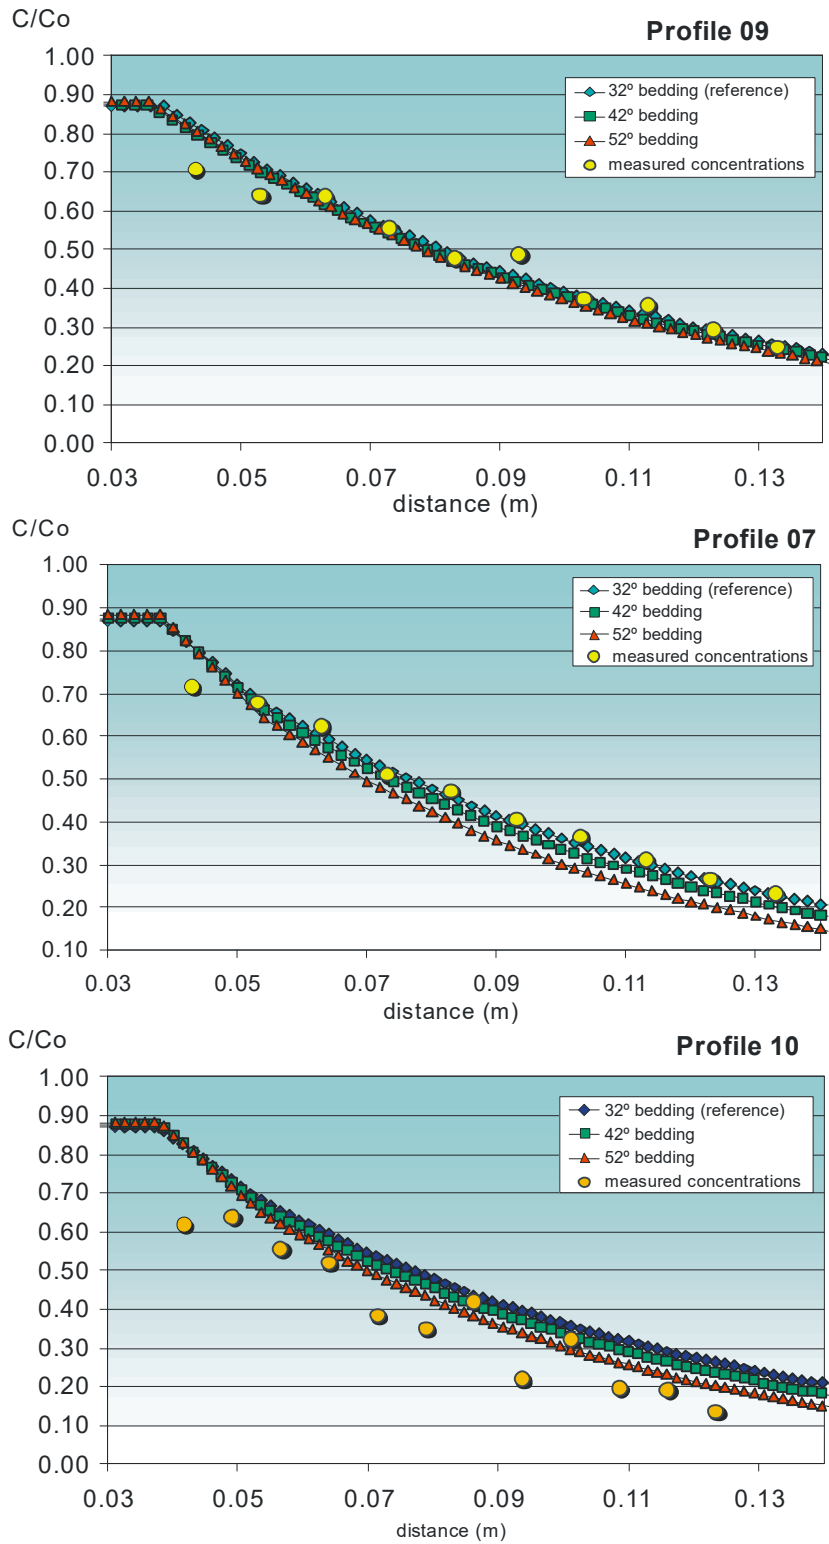 C/Co
Profile 09
1.00
0.90
0.80
0.70
0.60
0.50
0.40
0.30
0.20
0.10
0.00
32º bedding (reference)
42º bedding
52º bedding
measured concentrations
0.03 0.05 0.07 0.09 0.11 0.13
distance (m)
C/Co
Profile 07
1.00
0.90
0.80
0.70
0.60
0.50
0.40
0.30
0.20
0.10
32º bedding (reference)
42º bedding
52º bedding
measured concentrations
0.03 0.05 0.07 0.09 0.11 0.13
distance (m)
C/Co
Profile 10
1.00
0.90
0.80
0.70
0.60
0.50
0.40
0.30
0.20
0.10
0.00
32º bedding (reference)
42º bedding
52º bedding
measured concentrations
0.03 0.05 0.07 0.09 0.11 0.13
distance (m)